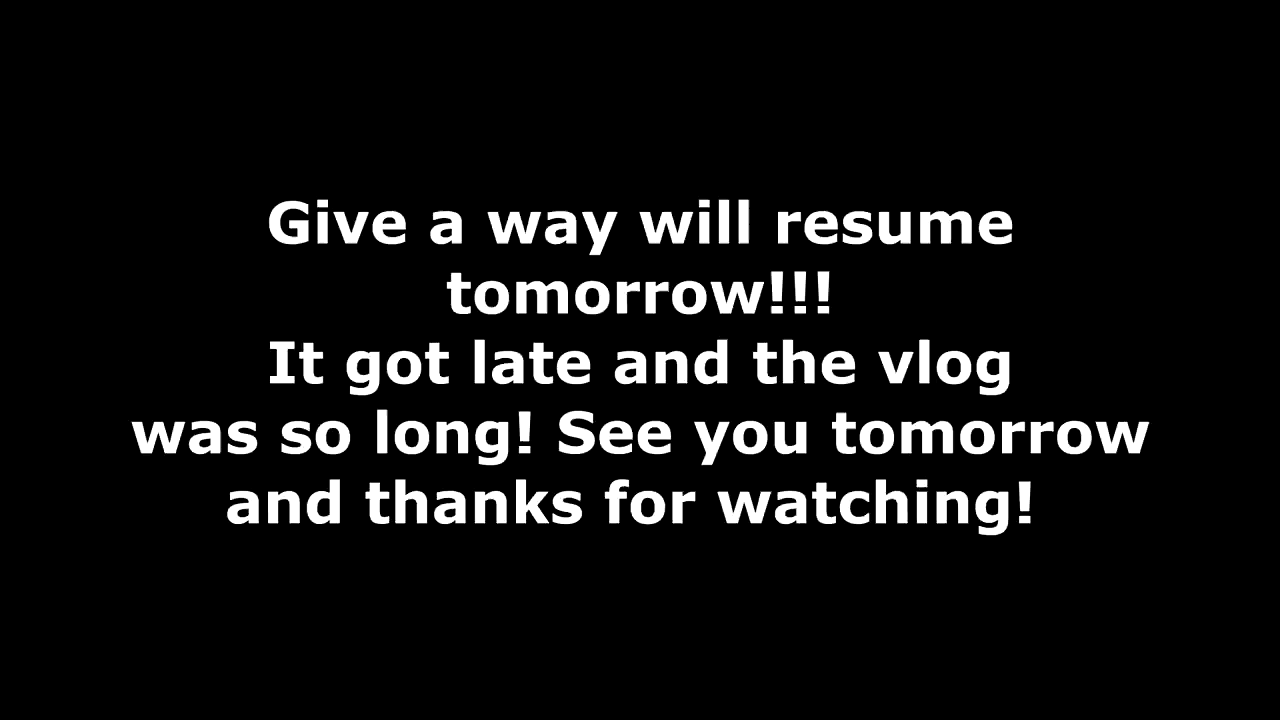 Give a way will resume
tomorrow!!!
It got late and the vlog
was so long! See you tomorrow
and thanks for watching!